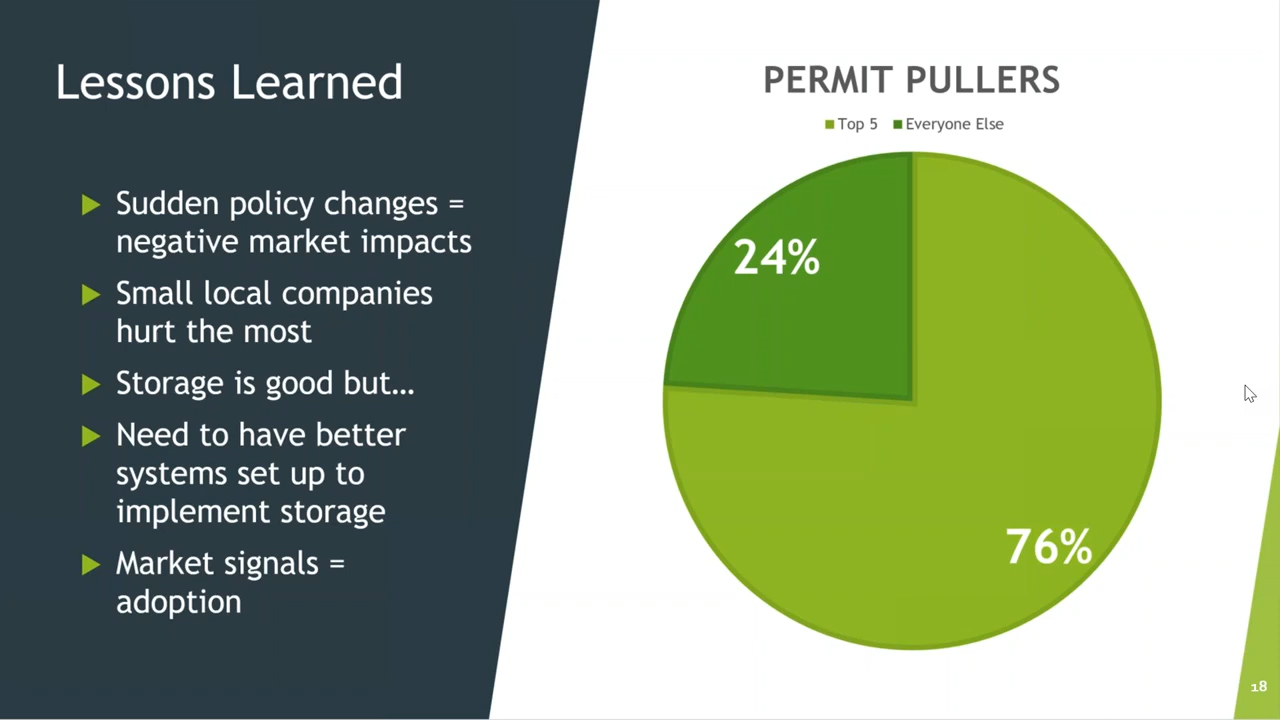 Lessons Learned
Sudden policy changes =
negative market impacts
Small local companies
hurt the most
Storage is good but…
Need to have better
systems set up to
implement storage
Market signals =
adoption
PERMIT PULLERS
Top 5 Everyone Else
24%
76%
18